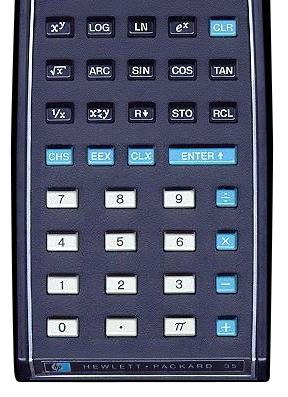 xʸ LOG LN eˣ CLR
√x ARC SIN COS TAN
1/x x≷y R↓ STO RCL
CHS EEX CLX ENTER ↑
7 8 9 ÷
4 5 6 ×
1 2 3 −
0 · π +
hp HEWLETT·PACKARD 35